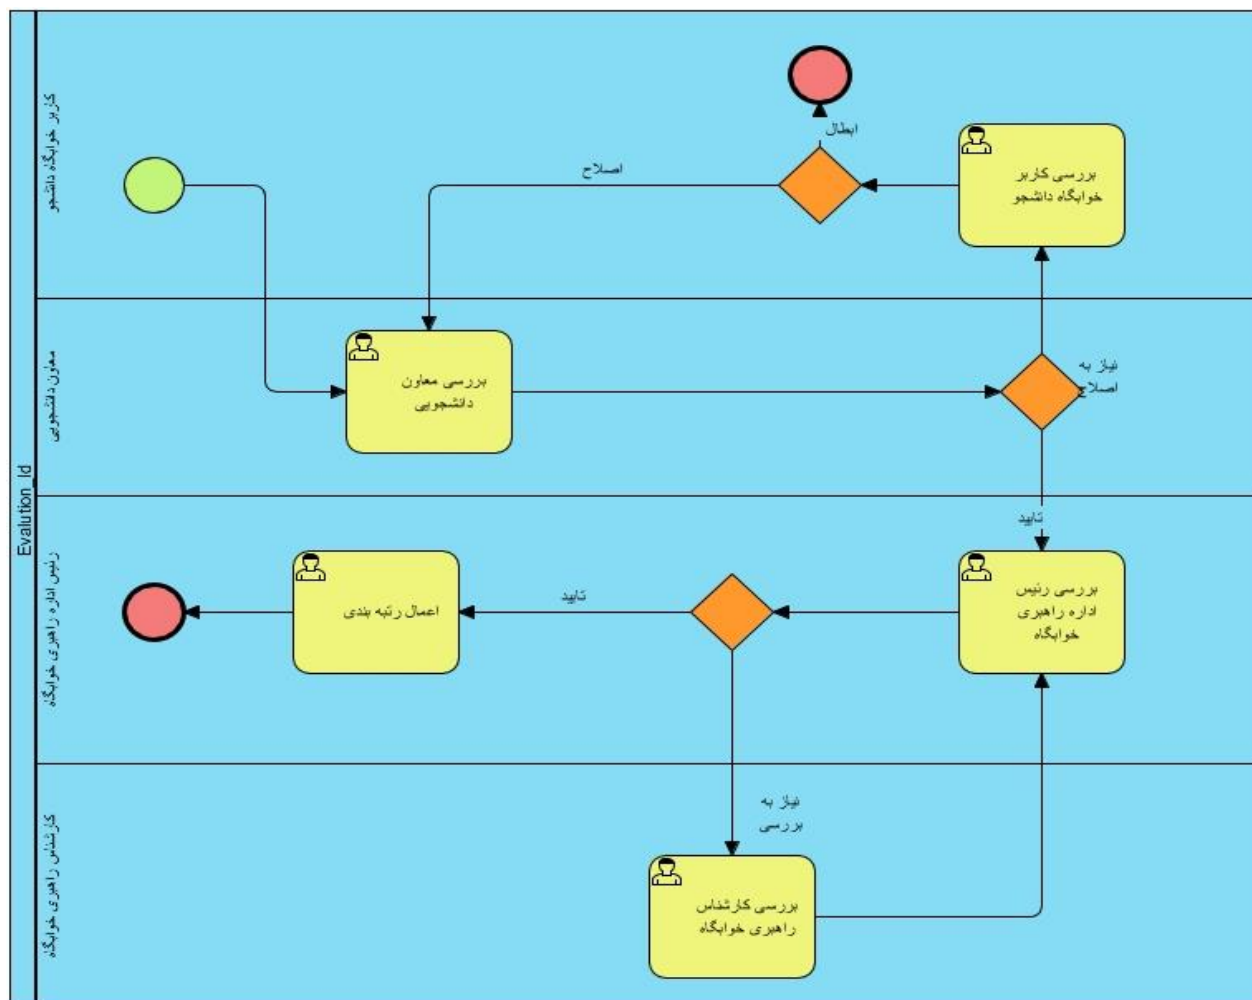 Evalution_Id
کاربر خوابگاه دانشجو
ابطال
اصلاح
بررسی کاربر
خوابگاه دانشجو
معاون دانشجویی
بررسی معاون
دانشجویی
نیاز به
اصلاح
رئیس اداره راهبری خوابگاه
تایید
بررسی رئیس
اداره راهبری
خوابگاه
تایید
اعمال رتبه بندی
کارشناس راهبری خوابگاه
نیاز به
بررسی
بررسی کارشناس
راهبری خوابگاه